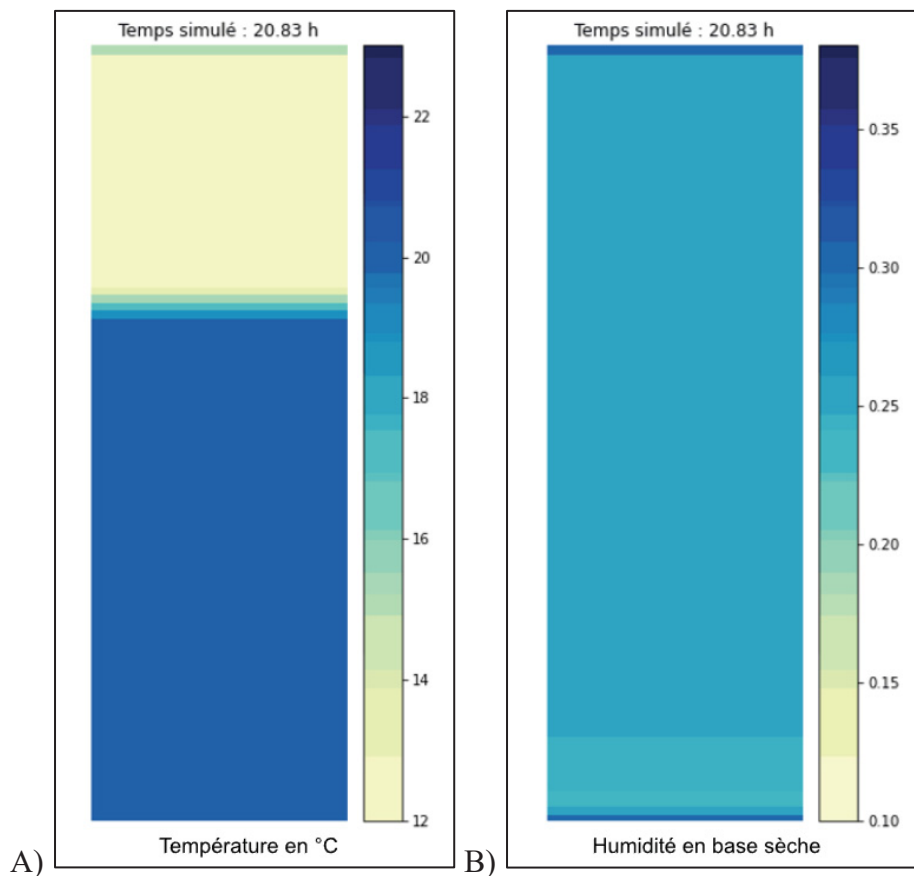 Temps simulé : 20.83 h
22
20
18
16
14
12
Température en °C
A)
Temps simulé : 20.83 h
0.35
0.30
0.25
0.20
0.15
0.10
Humidité en base sèche
B)